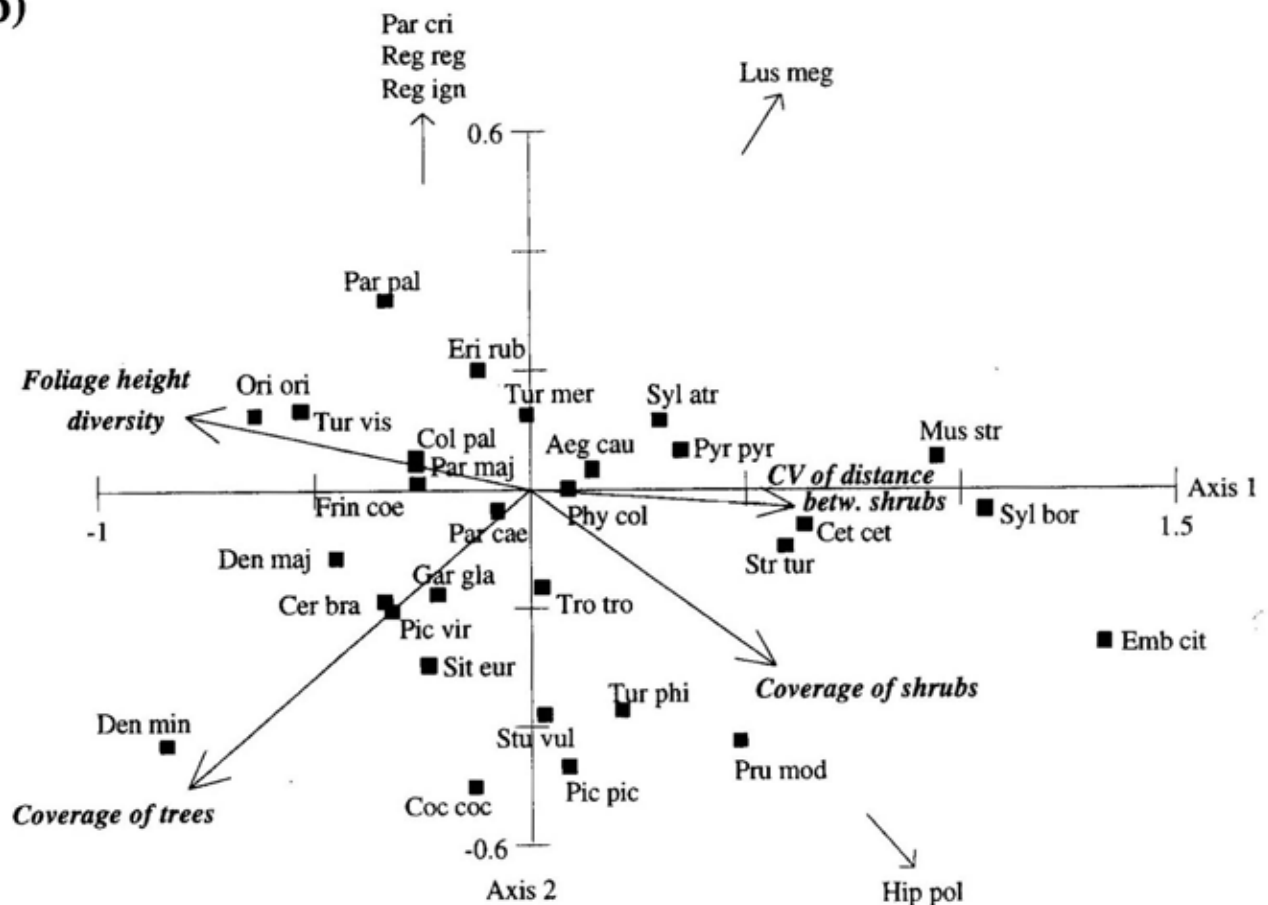 b)
Par cri
Reg reg
Reg ign
Lus meg
0.6
Par pal
Eri rub
Foliage height
diversity
Ori ori
Tur vis
Tur mer
Syl atr
Col pal
Par maj
Aeg cau
Pyr pyr
Mus str
CV of distance
betw. shrubs
Axis 1
-1
Frin coe
Par cae
Phy col
Cet cet
Syl bor
1.5
Den maj
Str tur
Gar gla
Cer bra
Tro tro
Pic vir
Emb cit
Sit eur
Coverage of shrubs
Tur phi
Den min
Stu vul
Pru mod
Coc coc
Pic pic
Coverage of trees
-0.6
Axis 2
Hip pol